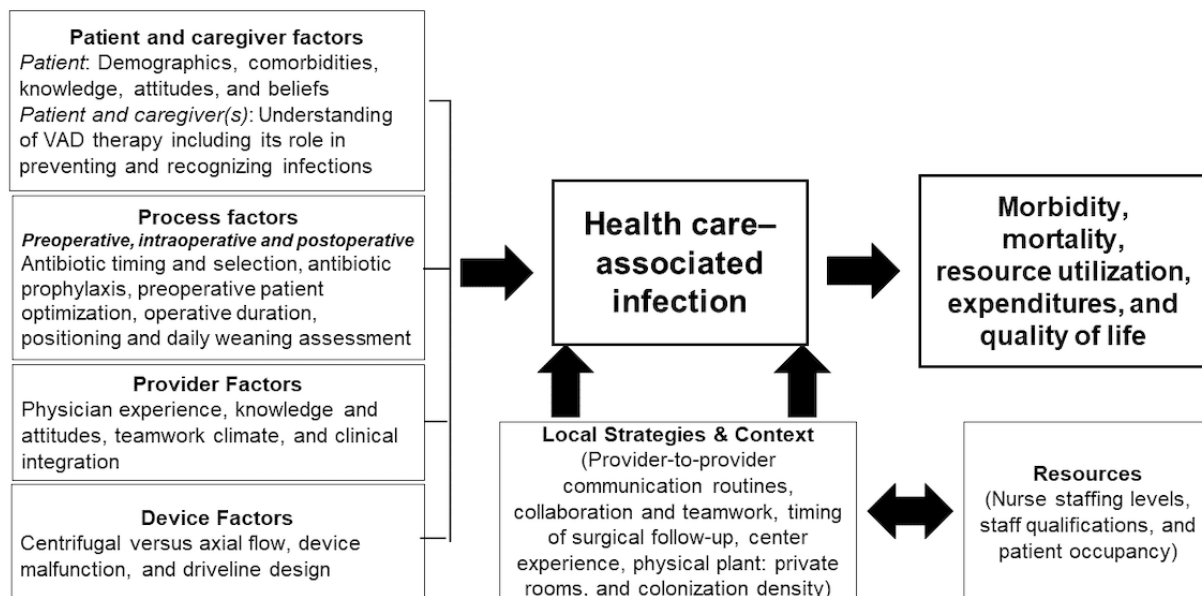 Patient and caregiver factors
Patient: Demographics, comorbidities,
knowledge, attitudes, and beliefs
Patient and caregiver(s): Understanding
of VAD therapy including its role in
preventing and recognizing infections
Process factors
Preoperative, intraoperative and postoperative
Antibiotic timing and selection, antibiotic
prophylaxis, preoperative patient
optimization, operative duration,
positioning and daily weaning assessment
Provider Factors
Physician experience, knowledge and
attitudes, teamwork climate, and clinical
integration
Device Factors
Centrifugal versus axial flow, device
malfunction, and driveline design
Health care–
associated
infection
Morbidity,
mortality,
resource utilization,
expenditures, and
quality of life
Local Strategies & Context
(Provider-to-provider
communication routines,
collaboration and teamwork, timing
of surgical follow-up, center
experience, physical plant: private
rooms, and colonization density)
Resources
(Nurse staffing levels,
staff qualifications, and
patient occupancy)